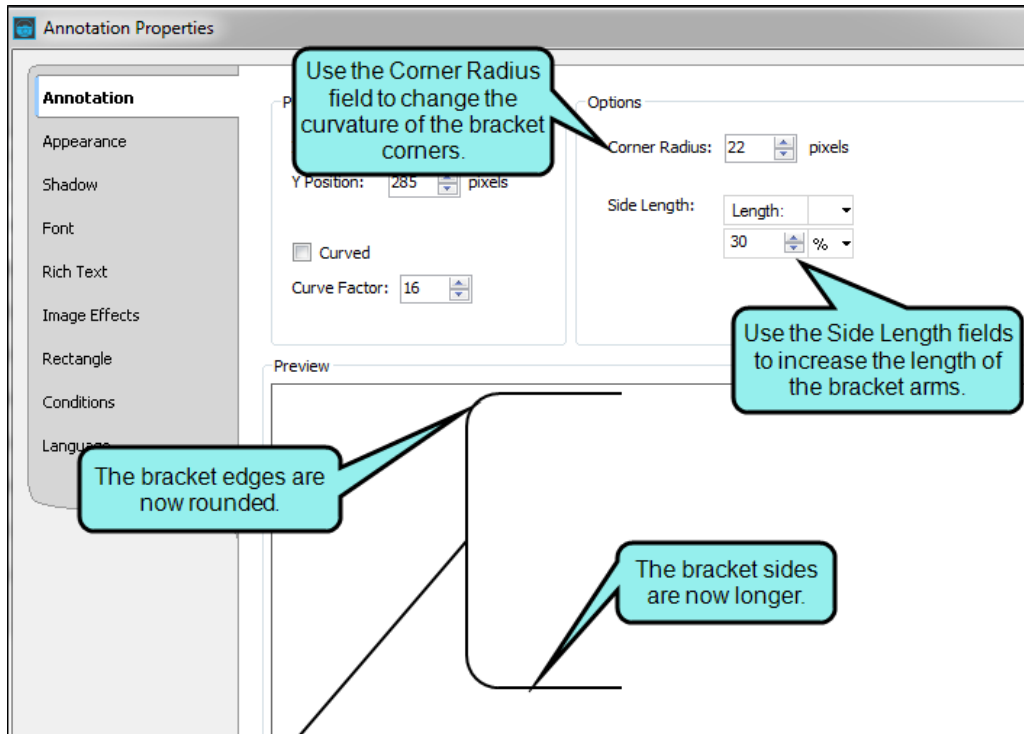 Annotation Properties
Use the Corner Radius
field to change the
curvature of the bracket
corners.
Annotation
Appearance
Shadow
Font
Rich Text
Image Effects
Rectangle
Conditions
Language
P
Y Position: 285 pixels
Curved
Curve Factor: 16
Options
Corner Radius: 22 pixels
Side Length: Length:
30 %
Use the Side Length fields
to increase the length of
the bracket arms.
Preview
The bracket edges are
now rounded.
The bracket sides
are now longer.